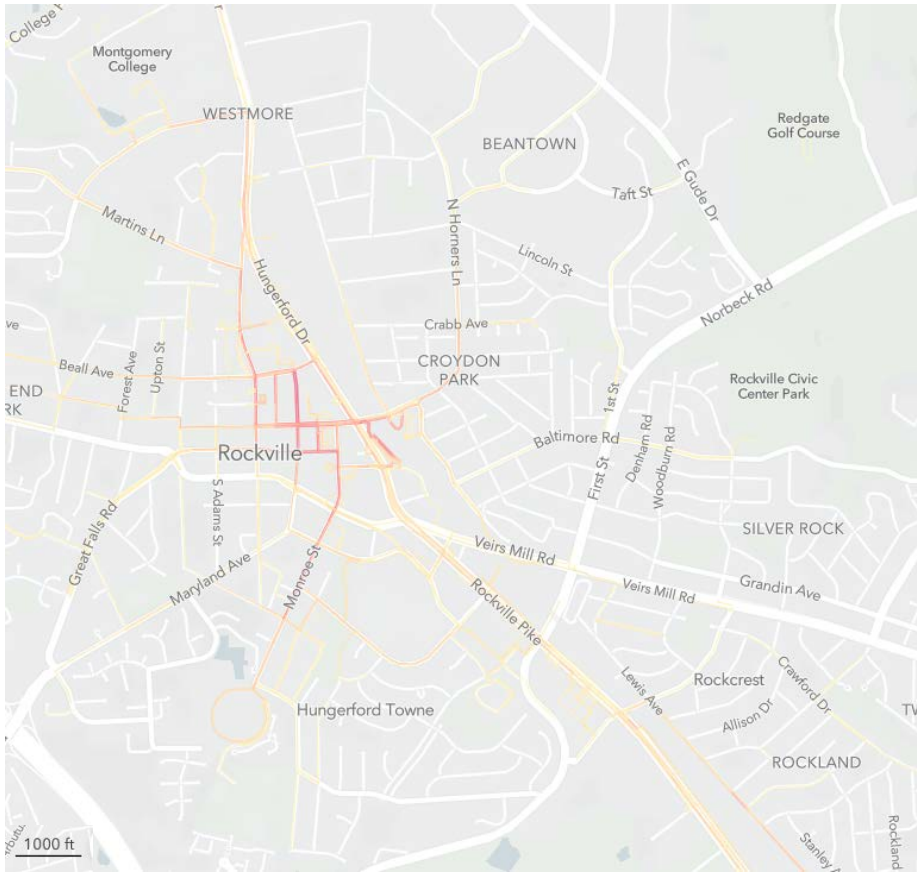 College
Montgomery
College
WESTMORE
BEANTOWN
Redgate
Golf Course
E Gude Dr
Taft St
Martins Ln
N Horners Ln
Lincoln St
Hungerford Dr
Norbeck Rd
Crabb Ave
CROYDON
PARK
Beall Ave
Forest Ave
Upton St
END
RK
ve
1st St
Rockville Civic
Center Park
Baltimore Rd
Denham Rd
Woodburn Rd
Rockville
First St
S Adams St
Great Falls Rd
SILVER ROCK
Veirs Mill Rd
Maryland Ave
Monroe St
Rockville Pike
Veirs Mill Rd
Grandin Ave
Lewis Ave
Rockcrest
Crawford Dr
Allison Dr
Hungerford Towne
TW
ROCKLAND
1000 ft
Stanley A
Rockland